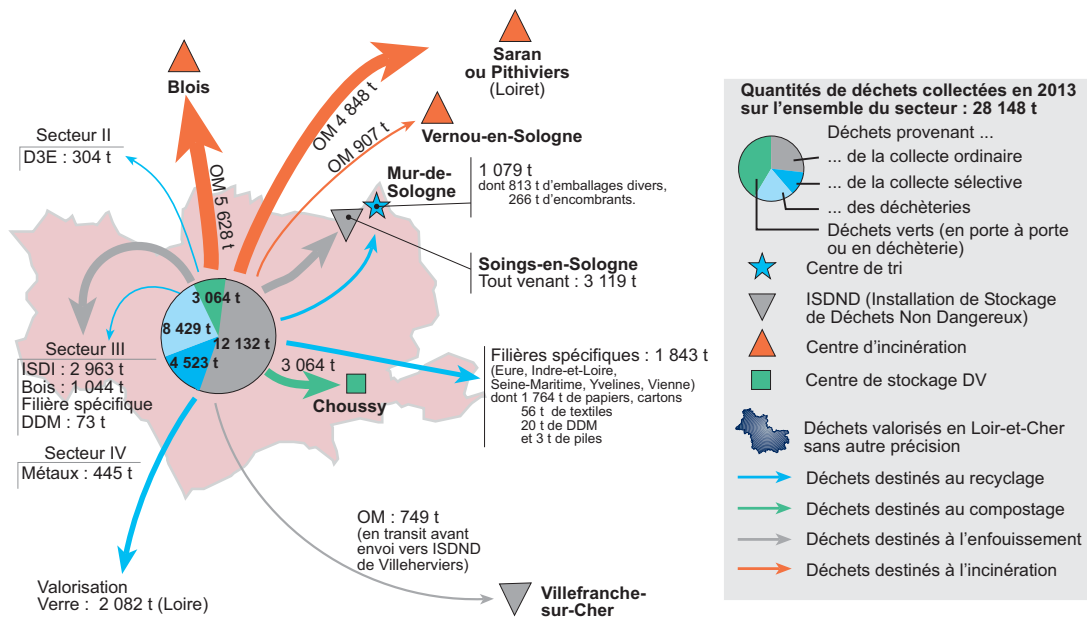 Saran
ou Pithiviers
(Loiret)
Blois
Vernou-en-Sologne
OM 4 848 t
OM 907 t
OM 5 628 t
Secteur II
D3E : 304 t
Mur-de-
Sologne
1 079 t
dont 813 t d'emballages divers,
266 t d'encombrants.
Soings-en-Sologne
Tout venant : 3 119 t
3 064 t
8 429 t
12 132 t
4 523 t
Secteur III
ISDI : 2 963 t
Bois : 1 044 t
Filière spécifique
DDM : 73 t
3 064 t
Choussy
Filières spécifiques : 1 843 t
(Eure, Indre-et-Loire,
Seine-Maritime, Yvelines, Vienne)
dont 1 764 t de papiers, cartons
56 t de textiles
20 t de DDM
et 3 t de piles
Secteur IV
Métaux : 445 t
OM : 749 t
(en transit avant
envoi vers ISDND
de Villeherviers)
Valorisation
Verre : 2 082 t (Loire)
Villefranche-
sur-Cher
Quantités de déchets collectées en 2013
sur l'ensemble du secteur : 28 148 t
Déchets provenant ...
... de la collecte ordinaire
... de la collecte sélective
... des déchèteries
Déchets verts (en porte à porte
ou en déchèterie)
Centre de tri
ISDND (Installation de Stockage
de Déchets Non Dangereux)
Centre d'incinération
Centre de stockage DV
Déchets valorisés en Loir-et-Cher
sans autre précision
Déchets destinés au recyclage
Déchets destinés au compostage
Déchets destinés à l'enfouissement
Déchets destinés à l'incinération